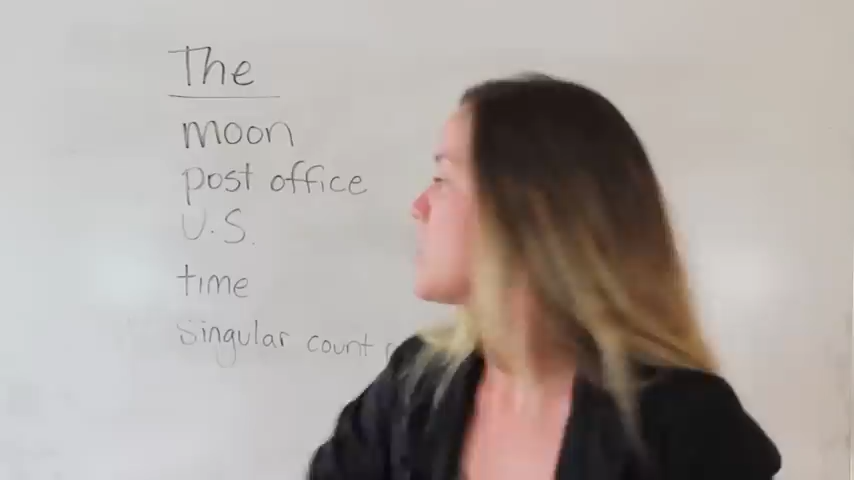 The
moon
post office
U.S.
time
singular count